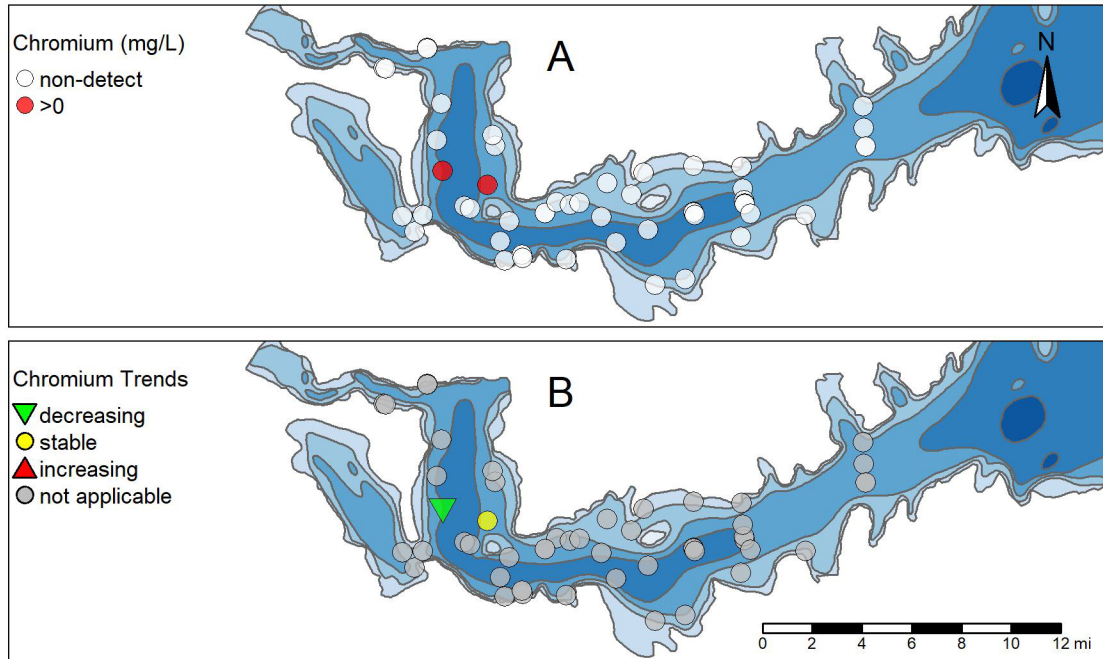 Chromium (mg/L)
non-detect
>0
A
N
Chromium Trends
decreasing
stable
increasing
not applicable
B
0 2 4 6 8 10 12 mi